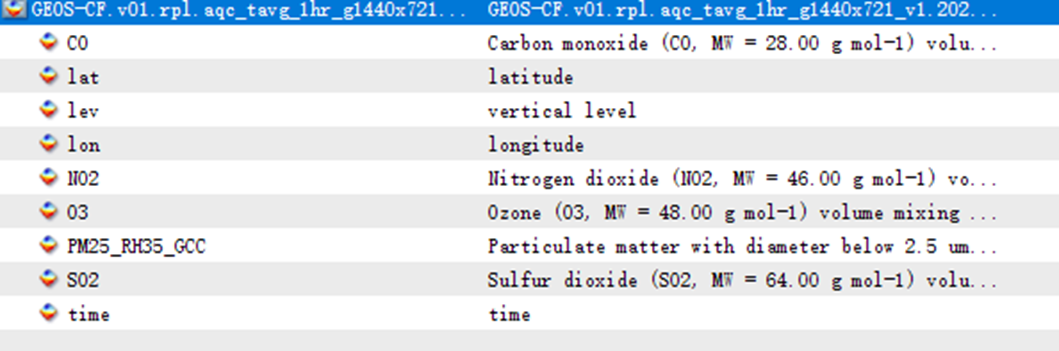 GEOS-CF.v01.rpl.aqc_tavg_1hr_g1440x721... GEOS-CF.v01.rpl.aqc_tavg_1hr_g1440x721_v1.202...
CO Carbon monoxide (CO, MW = 28.00 g mol-1) volu...
lat latitude
lev vertical level
lon longitude
NO2 Nitrogen dioxide (NO2, MW = 46.00 g mol-1) vo...
O3 Ozone (O3, MW = 48.00 g mol-1) volume mixing ...
PM25_RH35_GCC Particulate matter with diameter below 2.5 um...
SO2 Sulfur dioxide (SO2, MW = 64.00 g mol-1) volu...
time time